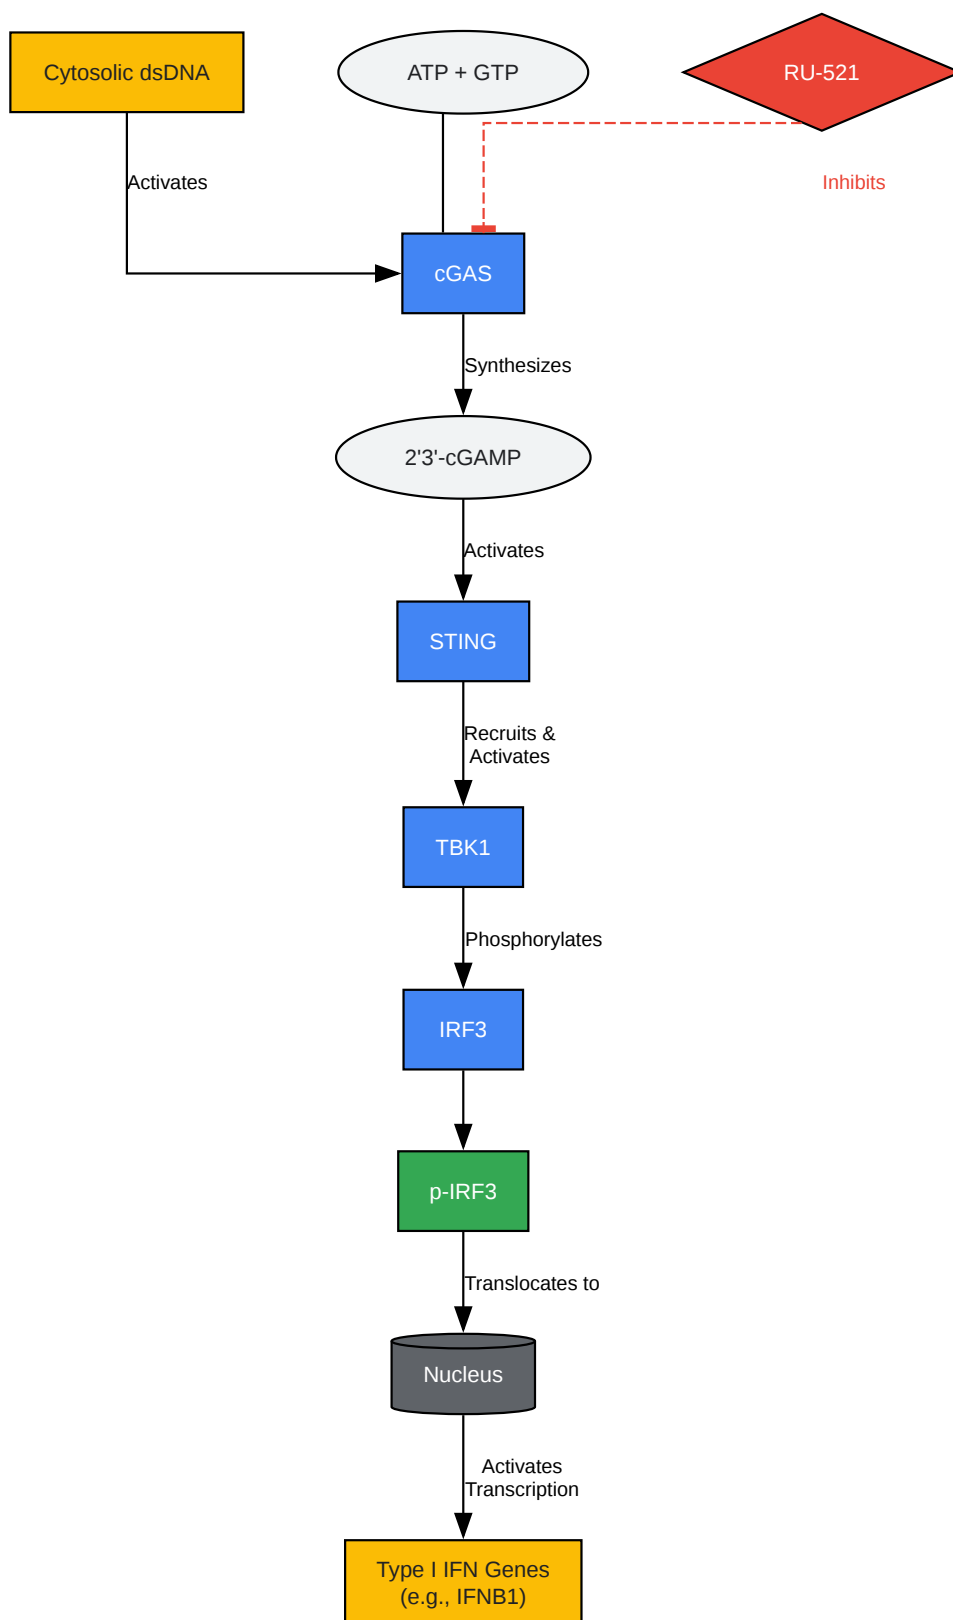 Cytosolic dsDNA
ATP + GTP
RU-521
Activates
Inhibits
cGAS
Synthesizes
2'3'-cGAMP
Activates
STING
Recruits &
Activates
TBK1
Phosphorylates
IRF3
p-IRF3
Translocates to
Nucleus
Activates
Transcription
Type I IFN Genes
(e.g., IFNB1)